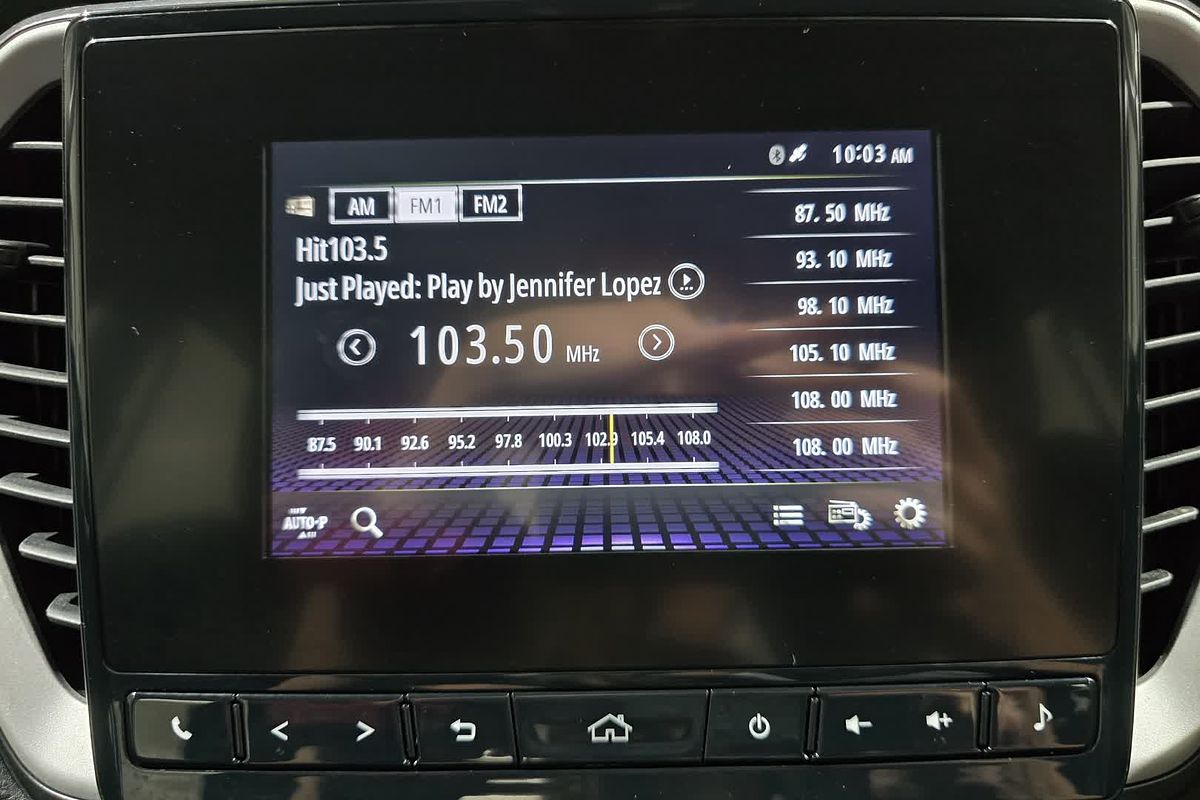 10:03 AM
AM FM1 FM2
Hit103.5
Just Played: Play by Jennifer Lopez
103.50 MHz
87.5 90.1 92.6 95.2 97.8 100.3 102.9 105.4 108.0
87. 50 MHz
93. 10 MHz
98. 10 MHz
105. 10 MHz
108. 00 MHz
108. 00 MHz
AUTO-P